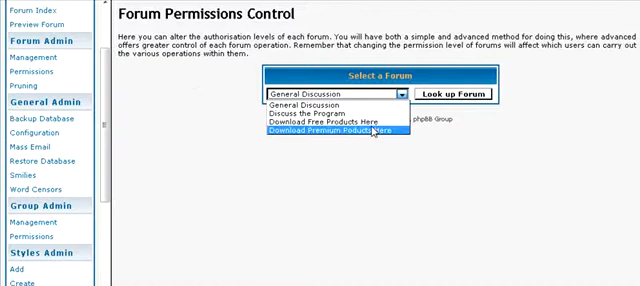 Forum Index
Preview Forum
Forum Admin
Management
Permissions
Pruning
General Admin
Backup Database
Configuration
Mass Email
Restore Database
Smilies
Word Censors
Group Admin
Management
Permissions
Styles Admin
Add
Create
Forum Permissions Control
Here you can alter the authorisation levels of each forum. You will have both a simple and advanced method for doing this, where advanced
offers greater control of each forum operation. Remember that changing the permission level of forums will affect which users can carry out
the various operations within them.
Select a Forum
General Discussion
Look up Forum
General Discussion
Discuss the Program
Download Free Products Here
Download Premium Poducts Here
phpBB Group